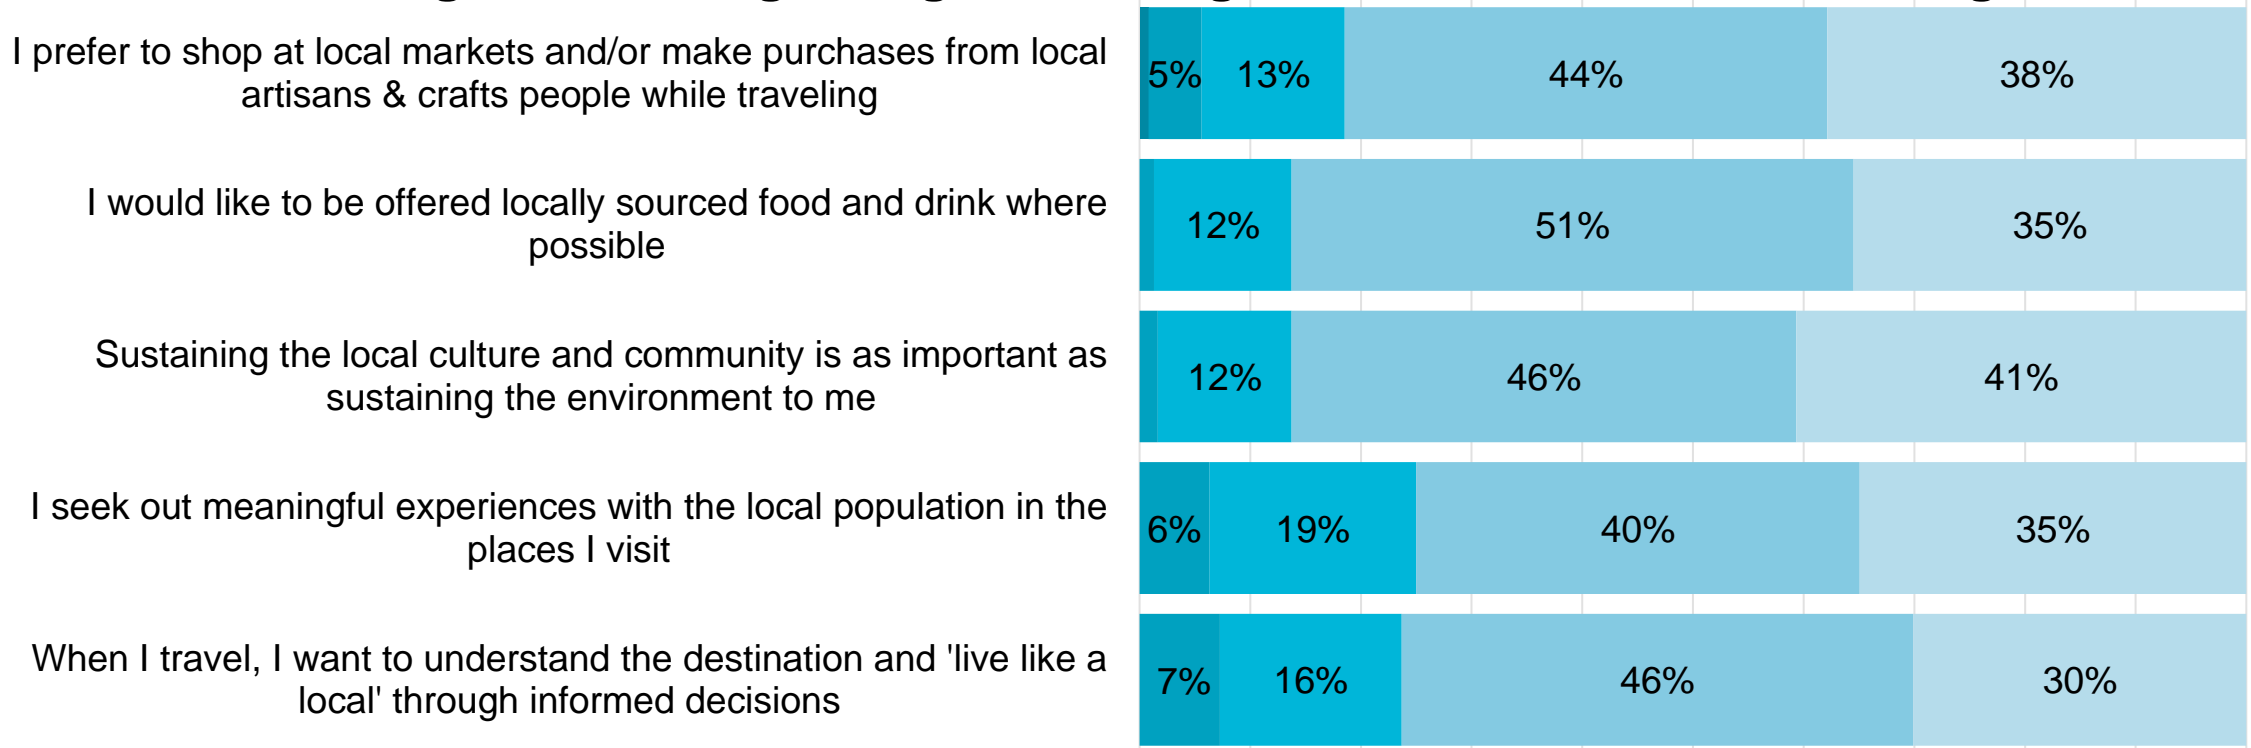 I prefer to shop at local markets and/or make purchases from local
artisans & crafts people while traveling
5% 13% 44% 38%
I would like to be offered locally sourced food and drink where
possible
12% 51% 35%
Sustaining the local culture and community is as important as
sustaining the environment to me
12% 46% 41%
I seek out meaningful experiences with the local population in the
places I visit
6% 19% 40% 35%
When I travel, I want to understand the destination and 'live like a
local' through informed decisions
7% 16% 46% 30%